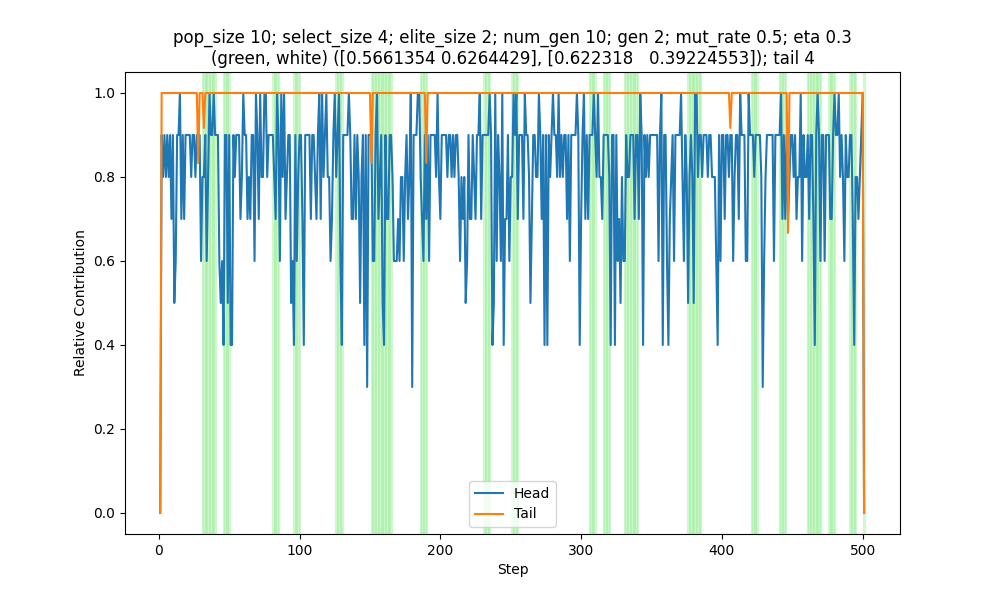 pop_size 10; select_size 4; elite_size 2; num_gen 10; gen 2; mut_rate 0.5; eta 0.3
(green, white) ([0.5661354 0.6264429], [0.622318   0.39224553]); tail 4
1.0
0.8
0.6
0.4
0.2
0.0
Relative Contribution
Head
Tail
0
100
200
300
400
500
Step